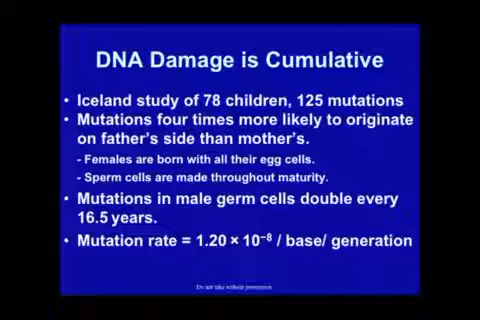 DNA Damage is Cumulative
• Iceland study of 78 children, 125 mutations
• Mutations four times more likely to originate
on father's side than mother's.
- Females are born with all their egg cells.
- Sperm cells are made throughout maturity.
• Mutations in male germ cells double every
16.5 years.
• Mutation rate = 1.20 × 10⁻⁸ / base/ generation
Do not take without permission